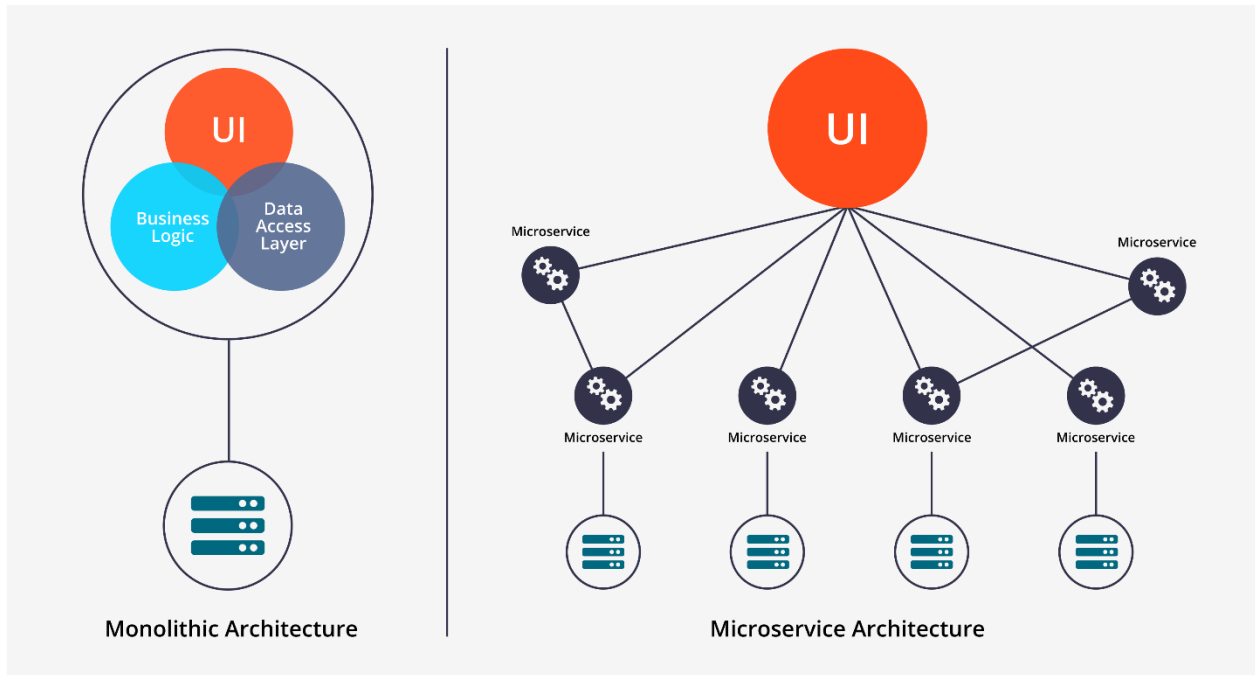 UI
Business
Logic
Data
Access
Layer
Monolithic Architecture
UI
Microservice
Microservice
Microservice
Microservice
Microservice
Microservice
Microservice Architecture